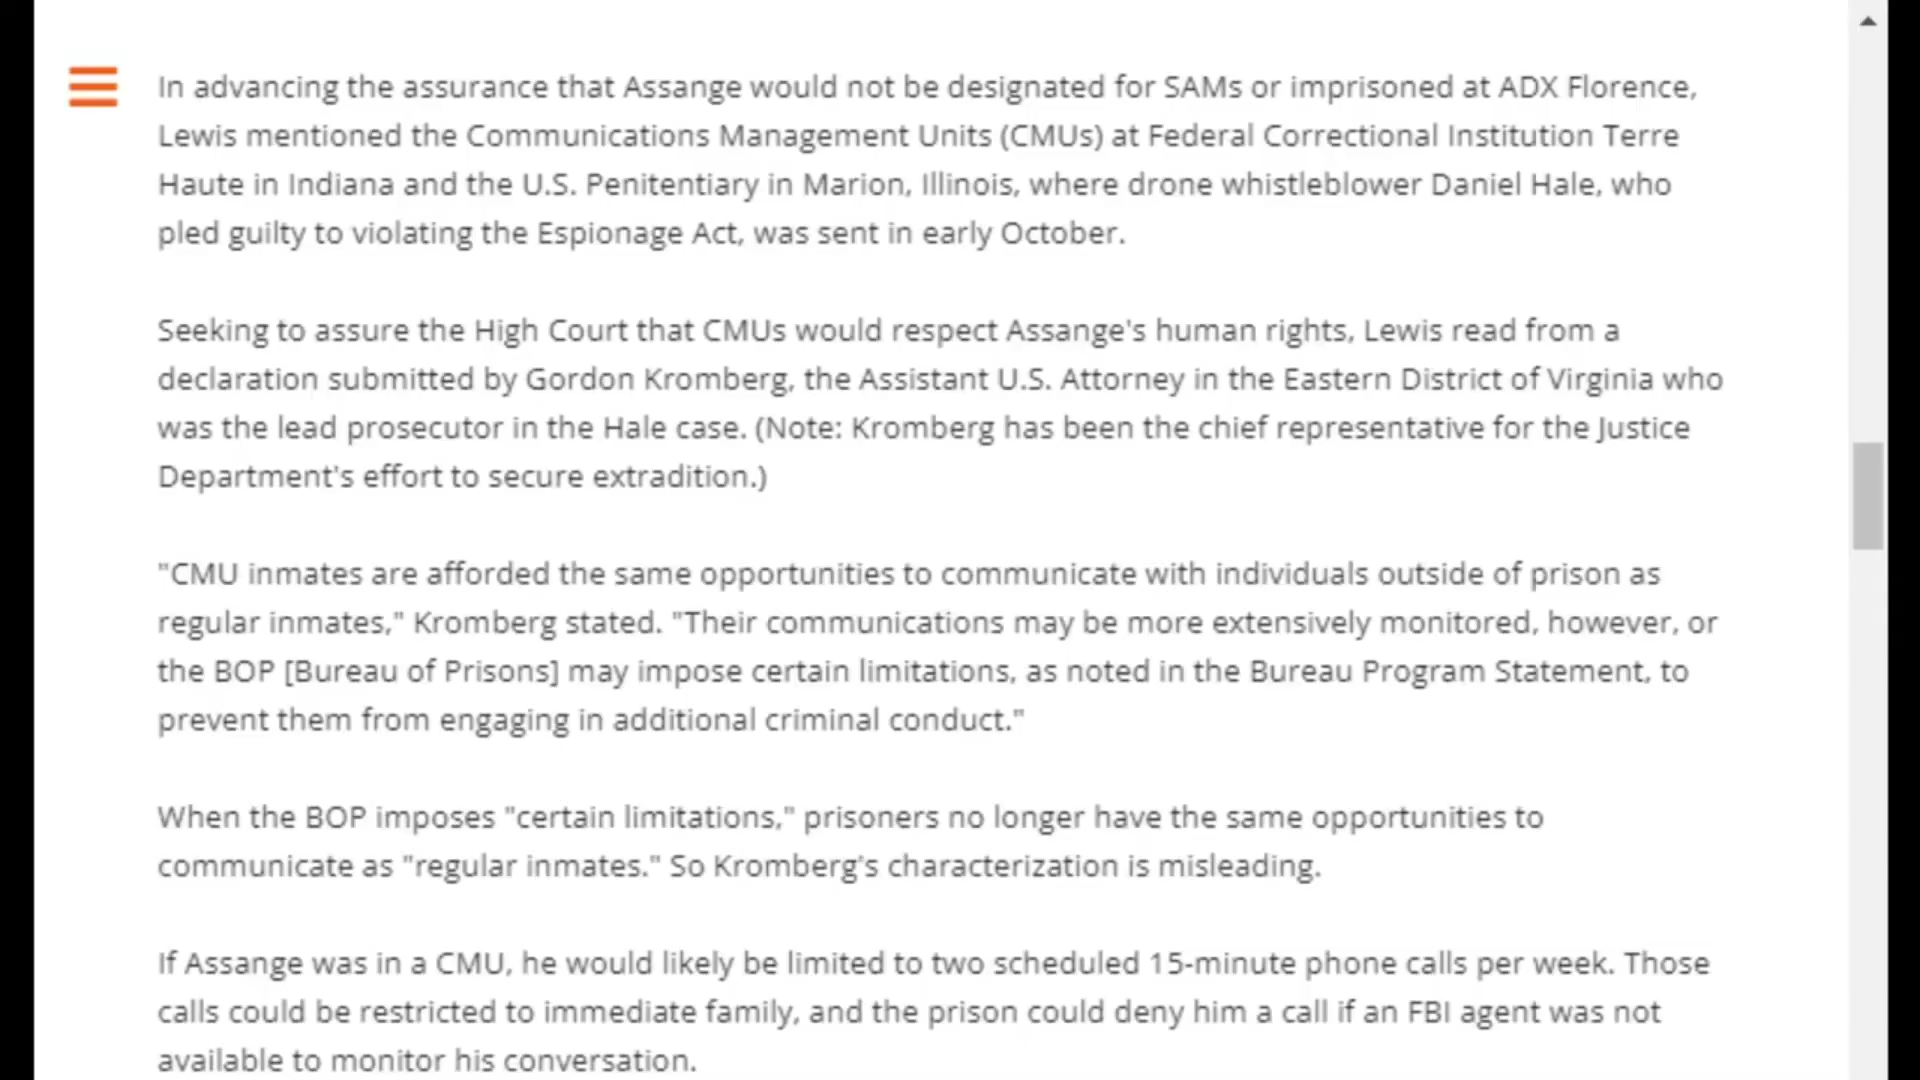 In advancing the assurance that Assange would not be designated for SAMs or imprisoned at ADX Florence,
Lewis mentioned the Communications Management Units (CMUs) at Federal Correctional Institution Terre
Haute in Indiana and the U.S. Penitentiary in Marion, Illinois, where drone whistleblower Daniel Hale, who
pled guilty to violating the Espionage Act, was sent in early October.
Seeking to assure the High Court that CMUs would respect Assange's human rights, Lewis read from a
declaration submitted by Gordon Kromberg, the Assistant U.S. Attorney in the Eastern District of Virginia who
was the lead prosecutor in the Hale case. (Note: Kromberg has been the chief representative for the Justice
Department's effort to secure extradition.)
"CMU inmates are afforded the same opportunities to communicate with individuals outside of prison as
regular inmates," Kromberg stated. "Their communications may be more extensively monitored, however, or
the BOP [Bureau of Prisons] may impose certain limitations, as noted in the Bureau Program Statement, to
prevent them from engaging in additional criminal conduct."
When the BOP imposes "certain limitations," prisoners no longer have the same opportunities to
communicate as "regular inmates." So Kromberg's characterization is misleading.
If Assange was in a CMU, he would likely be limited to two scheduled 15-minute phone calls per week. Those
calls could be restricted to immediate family, and the prison could deny him a call if an FBI agent was not
available to monitor his conversation.